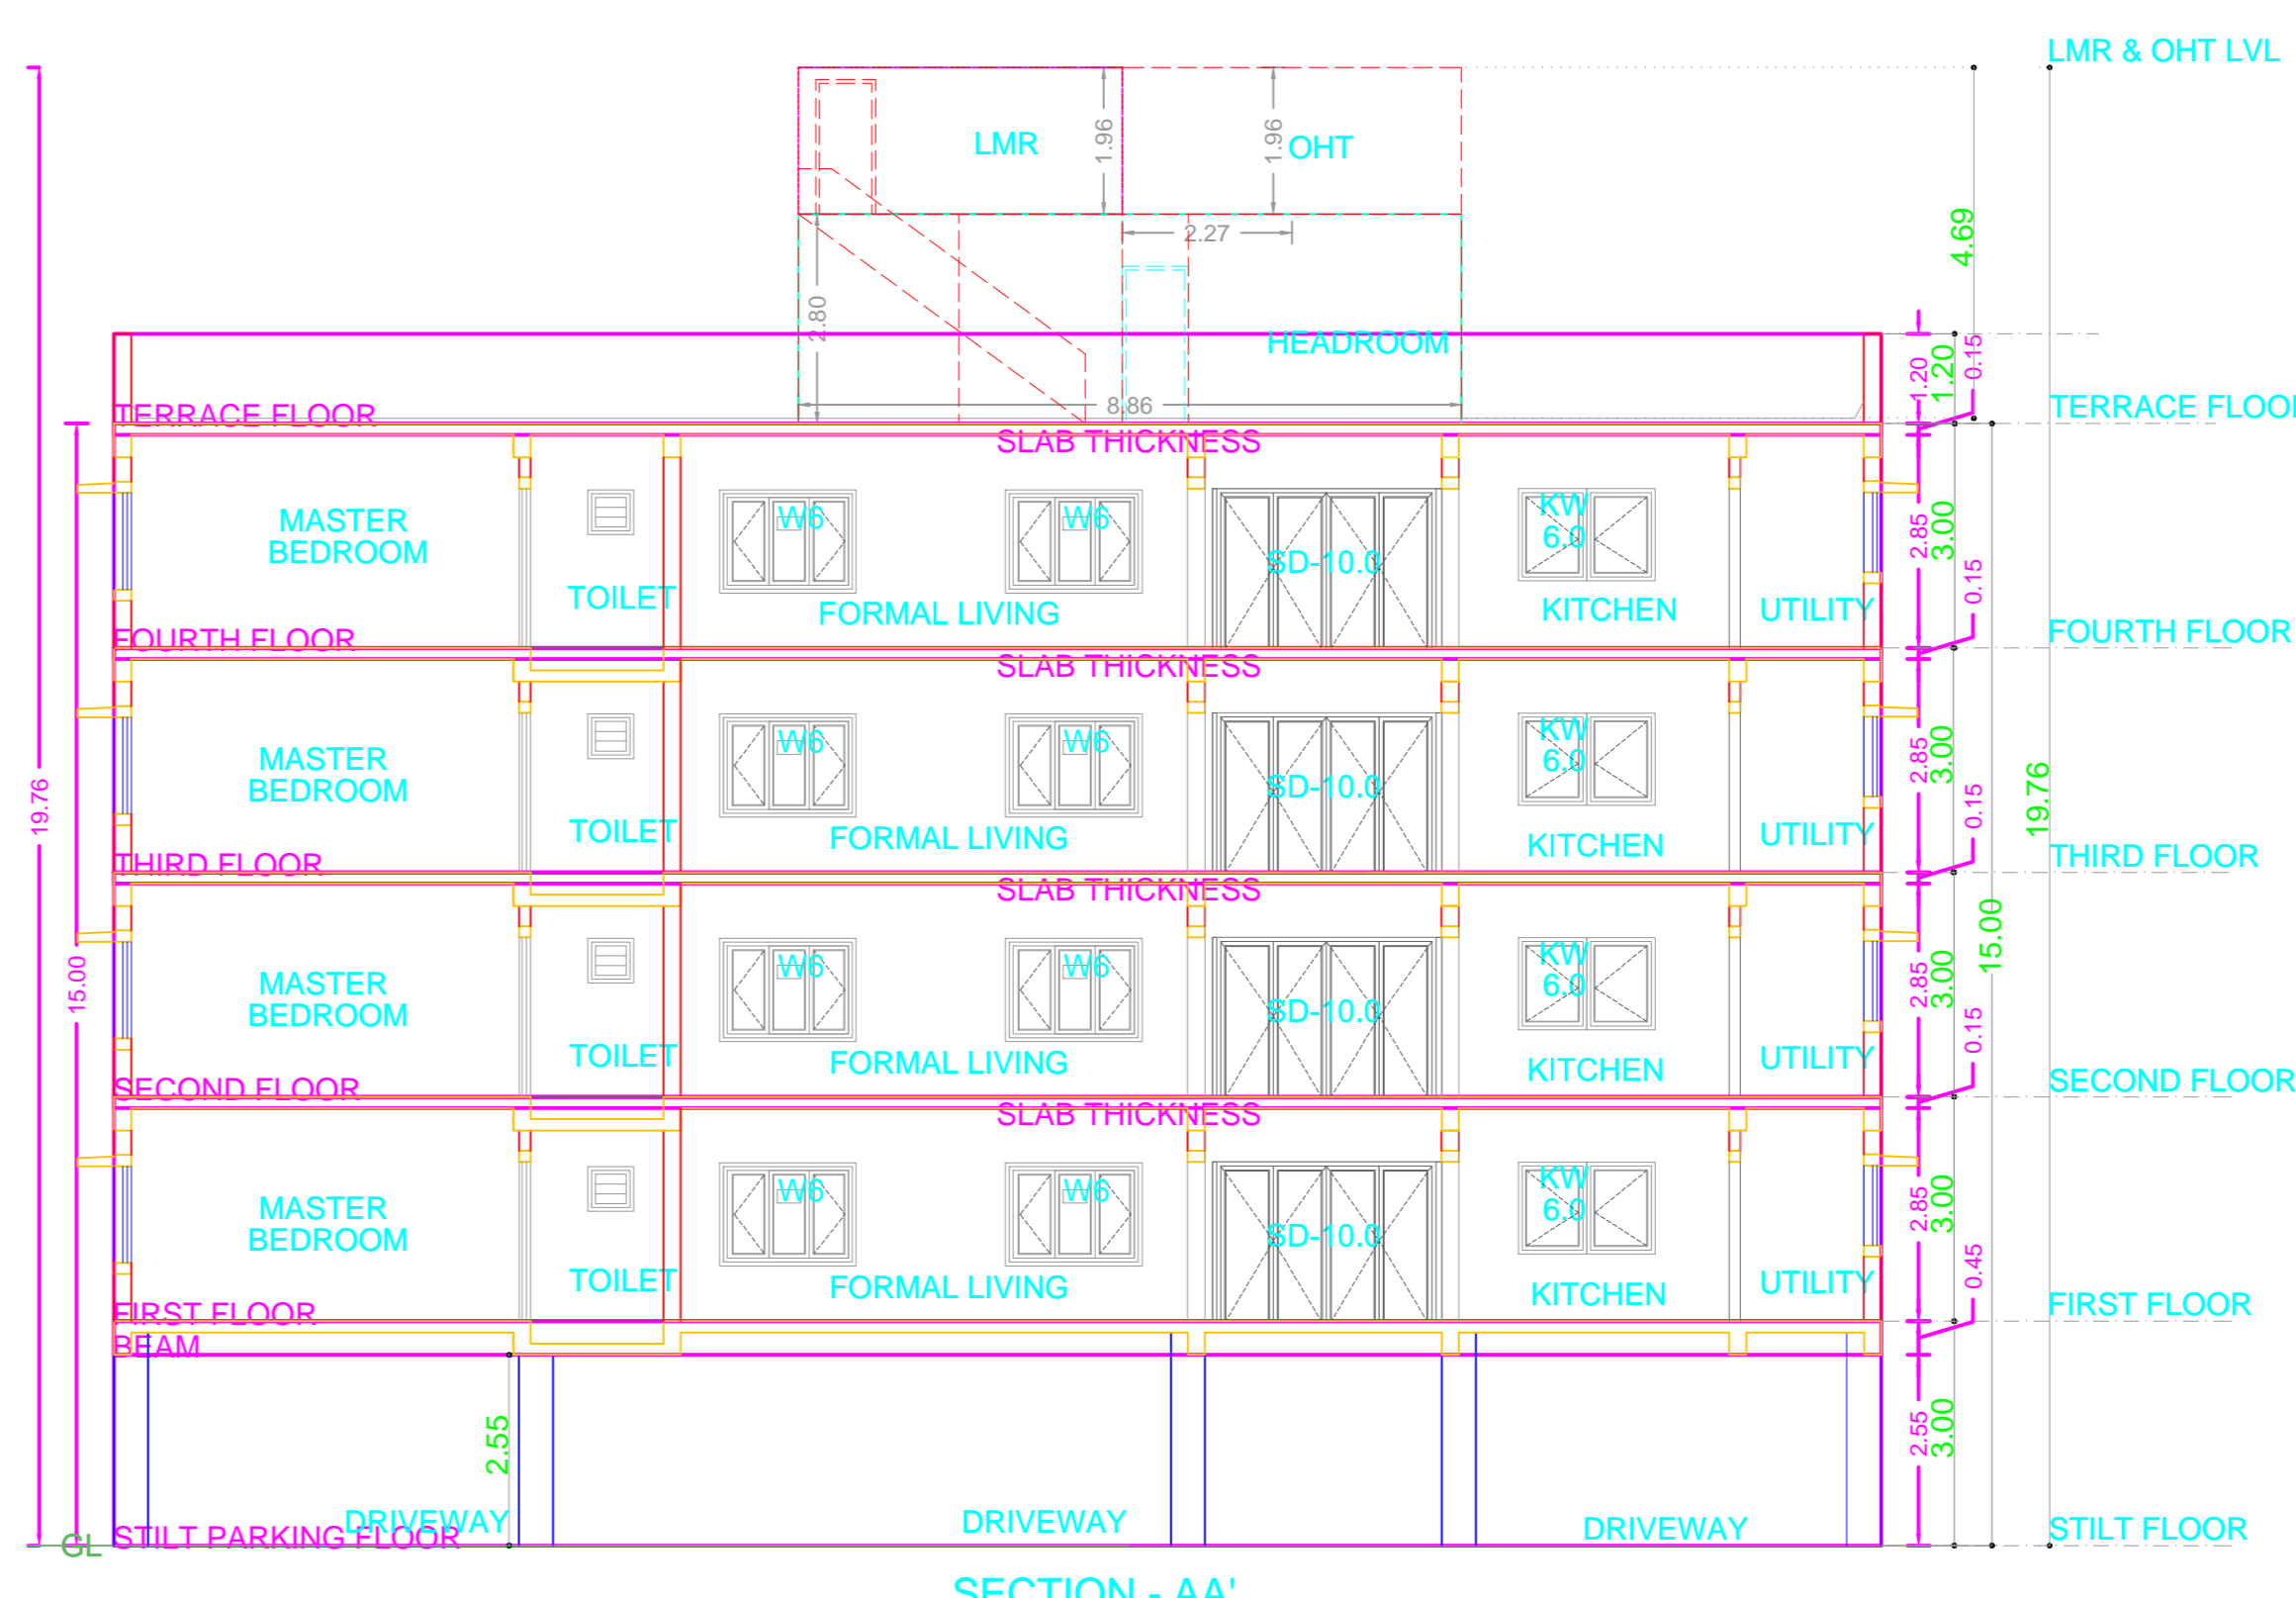 LMR & OHT LVL
LMR
1.96
1.96
OHT
2.27
4.69
2.80
HEADROOM
1.20
1.20
0.15
8.86
TERRACE FLOOR
TERRACE FLOO
SLAB THICKNESS
MASTER
BEDROOM
TOILET
W6
W6
FORMAL LIVING
SD-10.0
KW
6.0
KITCHEN
UTILITY
2.85
3.00
0.15
FOURTH FLOOR
FOURTH FLOOR
SLAB THICKNESS
MASTER
BEDROOM
TOILET
W6
W6
FORMAL LIVING
SD-10.0
KW
6.0
KITCHEN
UTILITY
2.85
3.00
0.15
19.76
19.76
THIRD FLOOR
THIRD FLOOR
SLAB THICKNESS
15.00
MASTER
BEDROOM
TOILET
W6
W6
FORMAL LIVING
SD-10.0
KW
6.0
KITCHEN
UTILITY
2.85
3.00
0.15
15.00
SECOND FLOOR
SECOND FLOOR
SLAB THICKNESS
MASTER
BEDROOM
TOILET
W6
W6
FORMAL LIVING
SD-10.0
KW
6.0
KITCHEN
UTILITY
2.85
3.00
0.45
FIRST FLOOR
FIRST FLOOR
BEAM
2.55
2.55
3.00
DRIVEWAY
DRIVEWAY
DRIVEWAY
GL
STILT PARKING FLOOR
STILT FLOOR
SECTION - AA'